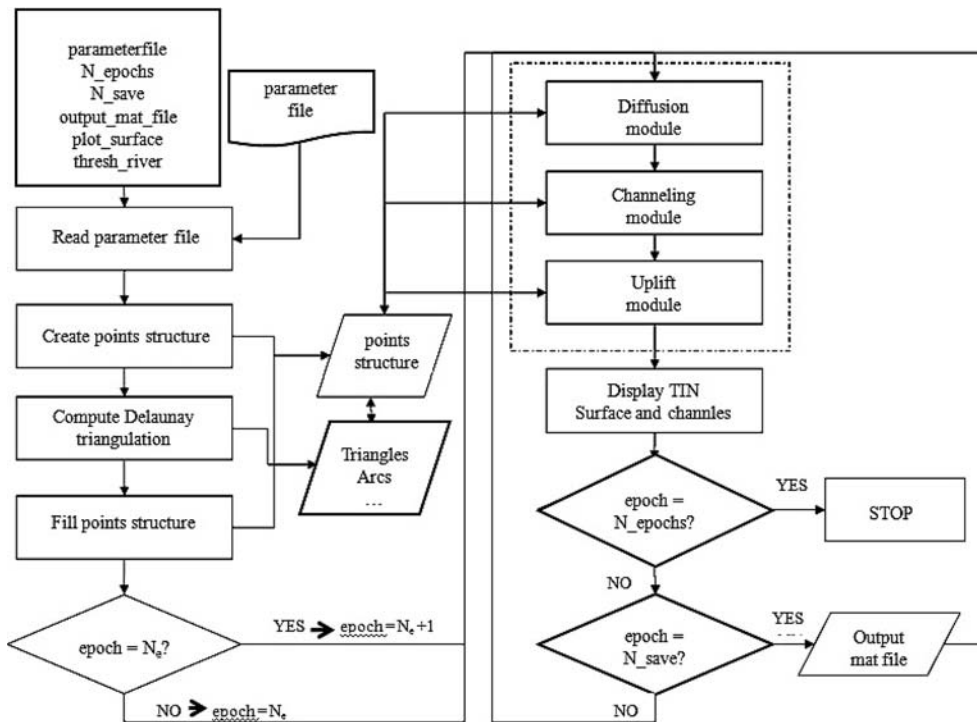 parameterfile
N_epochs
N_save
output_mat_file
plot_surface
thresh_river
parameter
file
Read parameter file
Create points structure
Compute Delaunay
triangulation
Fill points structure
epoch = Nₑ?
YES ➔ epoch=Nₑ+1
NO ➔ epoch=Nₑ
points
structure
Triangles
Arcs
...
Diffusion
module
Channeling
module
Uplift
module
Display TIN
Surface and channles
epoch =
N_epochs?
YES
STOP
NO
epoch =
N_save?
YES
....
Output
mat file
NO